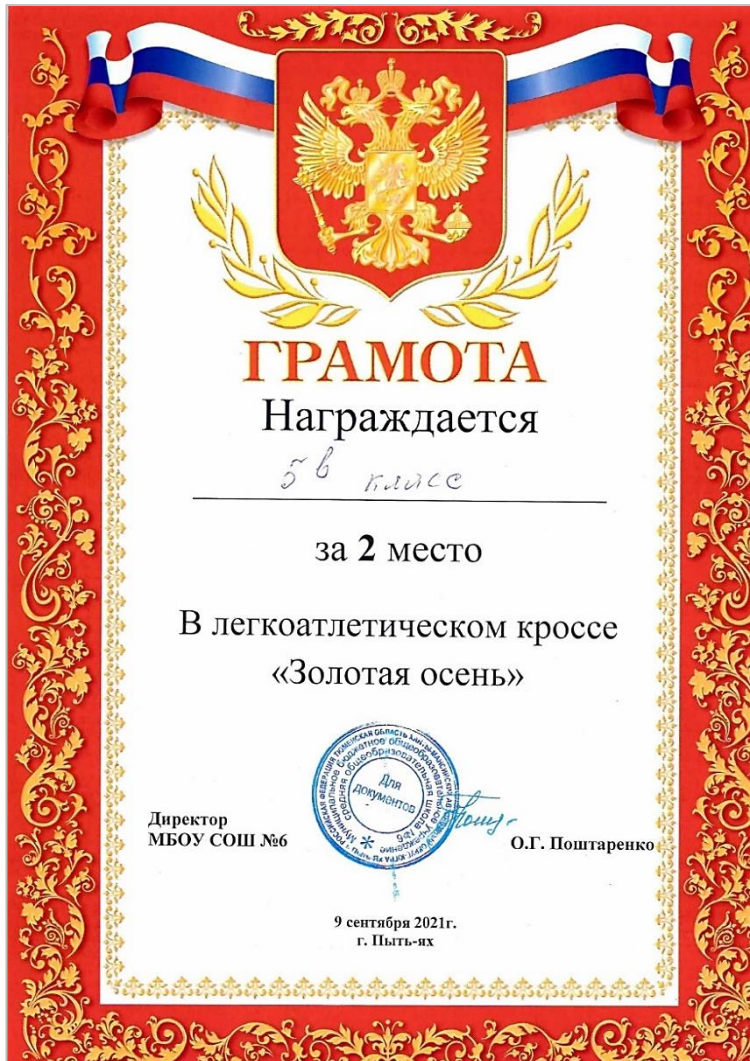 ГРАМОТА
Награждается
5 в класс
за 2 место
В легкоатлетическом кроссе
«Золотая осень»
Для
документов
Директор
МБОУ СОШ №6
О.Г. Поштаренко
9 сентября 2021г.
г. Пыть-ях